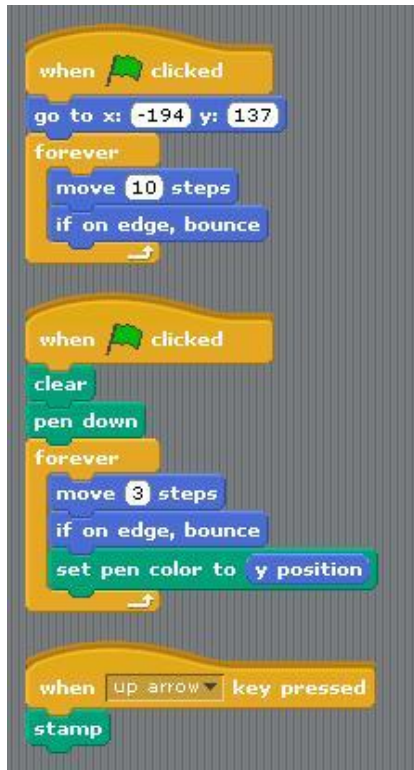 when clicked
go to x: -194 y: 137
forever
move 10 steps
if on edge, bounce
when clicked
clear
pen down
forever
move 3 steps
if on edge, bounce
set pen color to y position
when up arrow key pressed
stamp